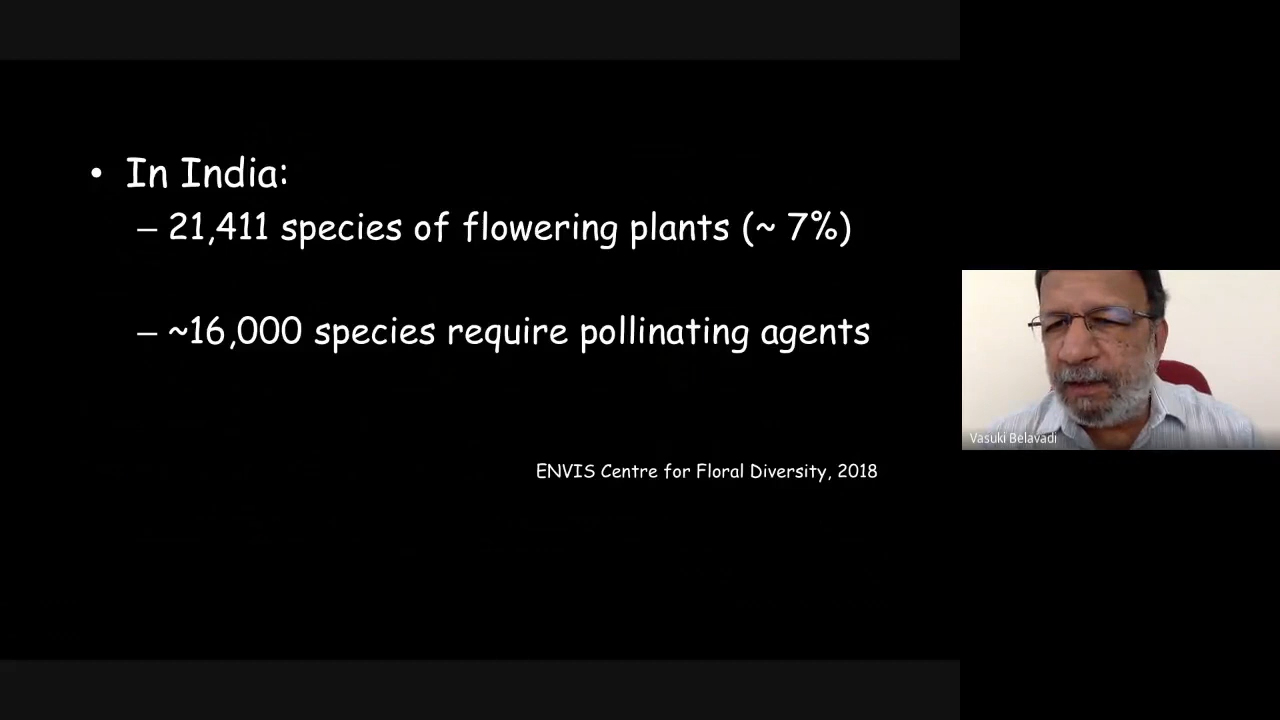 • In India:
– 21,411 species of flowering plants (~ 7%)
– ~16,000 species require pollinating agents
ENVIS Centre for Floral Diversity, 2018
Vasuki Belavadi